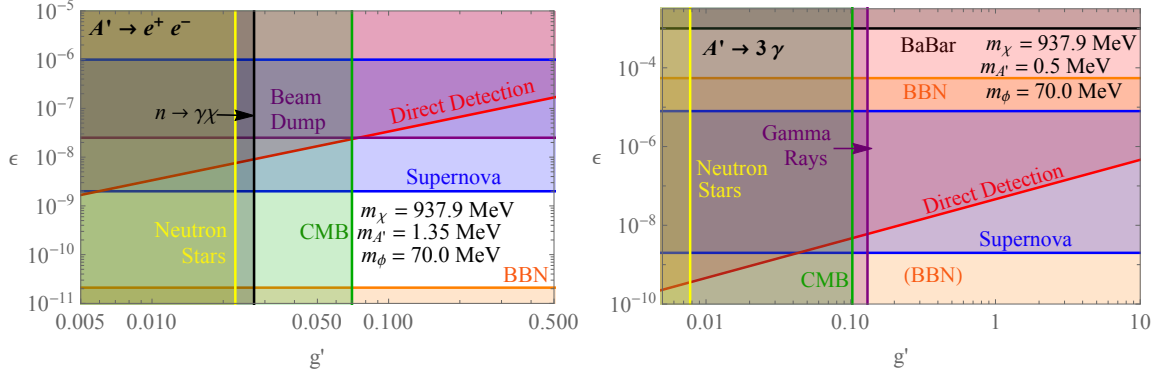 A' → e⁺ e⁻
10⁻⁵
10⁻⁶
10⁻⁷
10⁻⁸
10⁻⁹
10⁻¹⁰
10⁻¹¹
ϵ
n → γχ
Beam
Dump
Direct Detection
Supernova
Neutron
Stars
CMB
m_χ = 937.9 MeV
m_A' = 1.35 MeV
m_ϕ = 70.0 MeV
BBN
0.005
0.010
0.050
0.100
0.500
g'
A' → 3 γ
BaBar
m_χ = 937.9 MeV
m_A' = 0.5 MeV
BBN
m_ϕ = 70.0 MeV
10⁻⁴
10⁻⁶
10⁻⁸
10⁻¹⁰
ϵ
Gamma
Rays
Neutron
Stars
Direct Detection
Supernova
CMB
(BBN)
0.01
0.10
1
10
g'